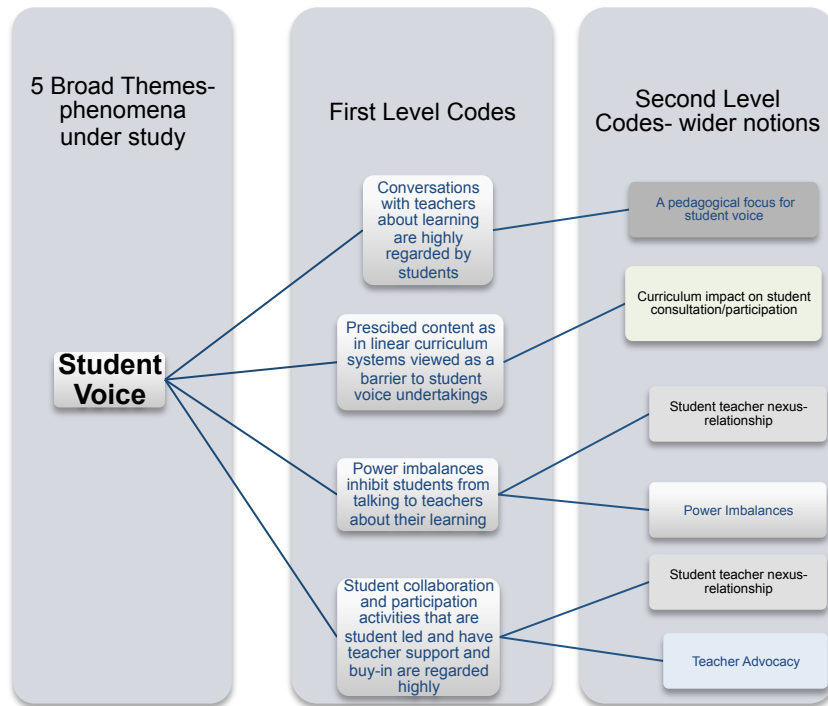 5 Broad Themes-
phenomena
under study
First Level Codes
Second Level
Codes- wider notions
Student
Voice
Conversations
with teachers
about learning
are highly
regarded by
students
Prescibed content as
in linear curriculum
systems viewed as a
barrier to student
voice undertakings
Power imbalances
inhibit students from
talking to teachers
about their learning
Student collaboration
and participation
activities that are
student led and have
teacher support and
buy-in are regarded
highly
A pedagogical focus for
student voice
Curriculum impact on student
consultation/participation
Student teacher nexus-
relationship
Power Imbalances
Student teacher nexus-
relationship
Teacher Advocacy